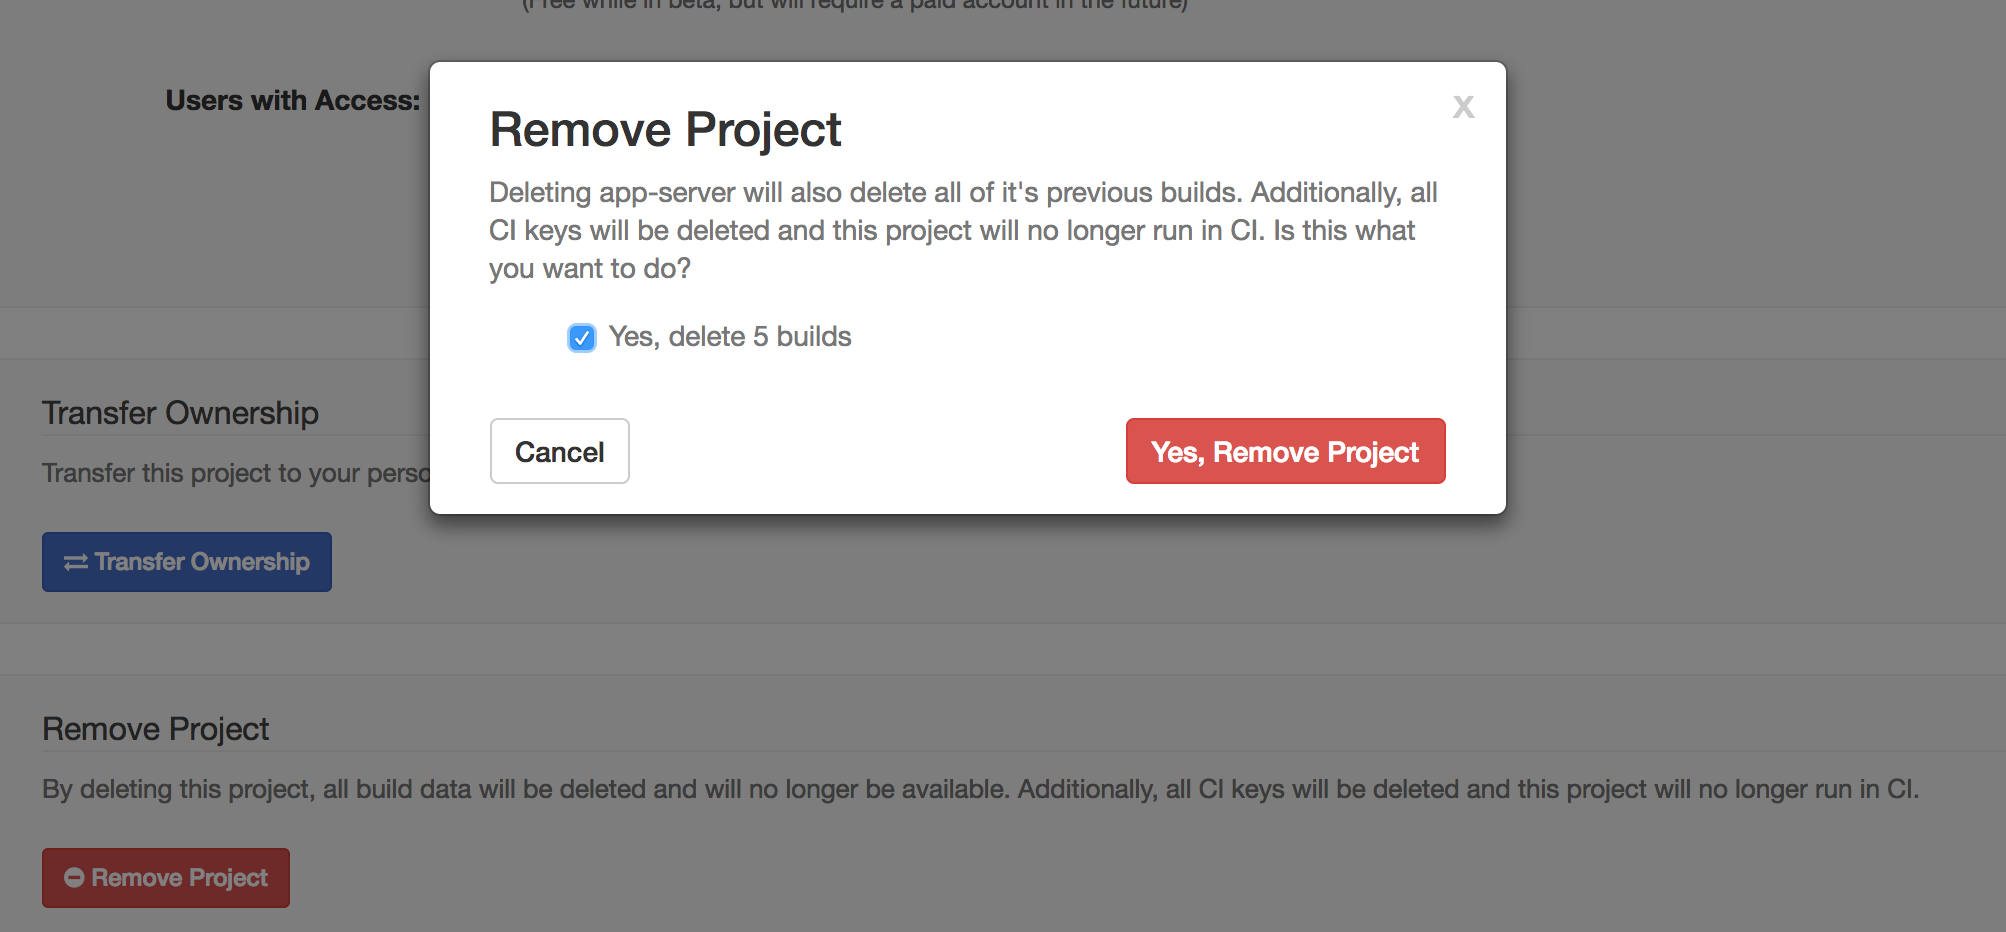 (Free while in beta, but will require a paid account in the future)
Users with Access:
Remove Project
X
Deleting app-server will also delete all of it's previous builds. Additionally, all
CI keys will be deleted and this project will no longer run in CI. Is this what
you want to do?
Yes, delete 5 builds
Cancel
Yes, Remove Project
Transfer Ownership
Transfer this project to your
Transfer Ownership
Remove Project
By deleting this project, all build data will be deleted and will no longer be available. Additionally, all CI keys will be deleted and this project will no longer run in CI.
Remove Project